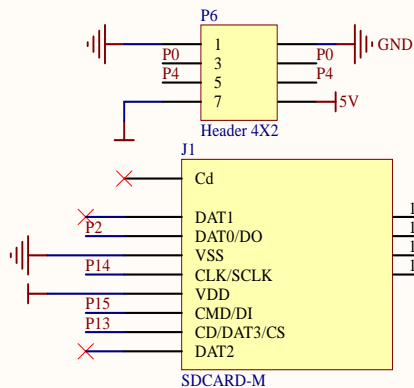 P6
1 GND
P0 3 P0
P4 5 P4
7 5V
Header 4X2
J1
Cd
DAT1
P2 DAT0/DO
VSS
P14 CLK/SCLK
VDD
P15 CMD/DI
P13 CD/DAT3/CS
DAT2
SDCARD-M